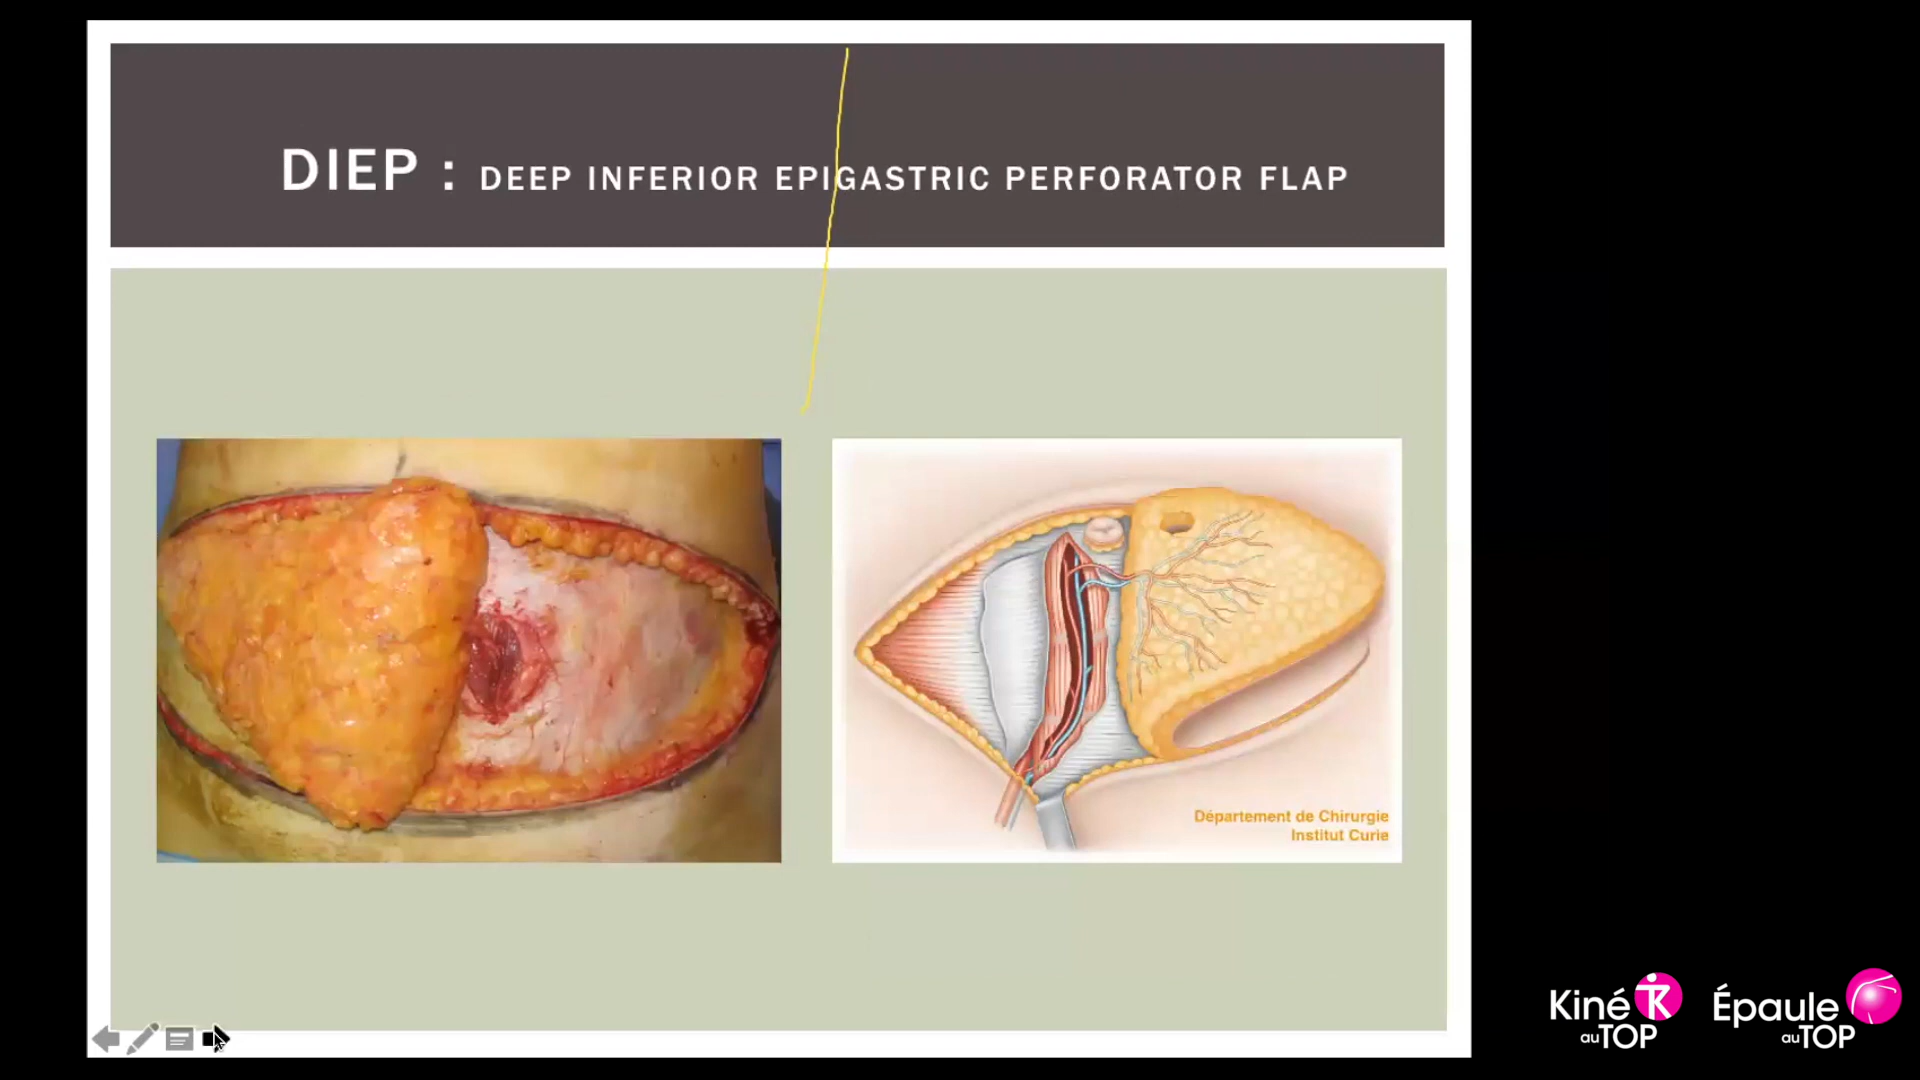 DIEP : DEEP INFERIOR EPIGASTRIC PERFORATOR FLAP
Département de Chirurgie
Institut Curie
Kiné
au TOP
Épaule
au TOP